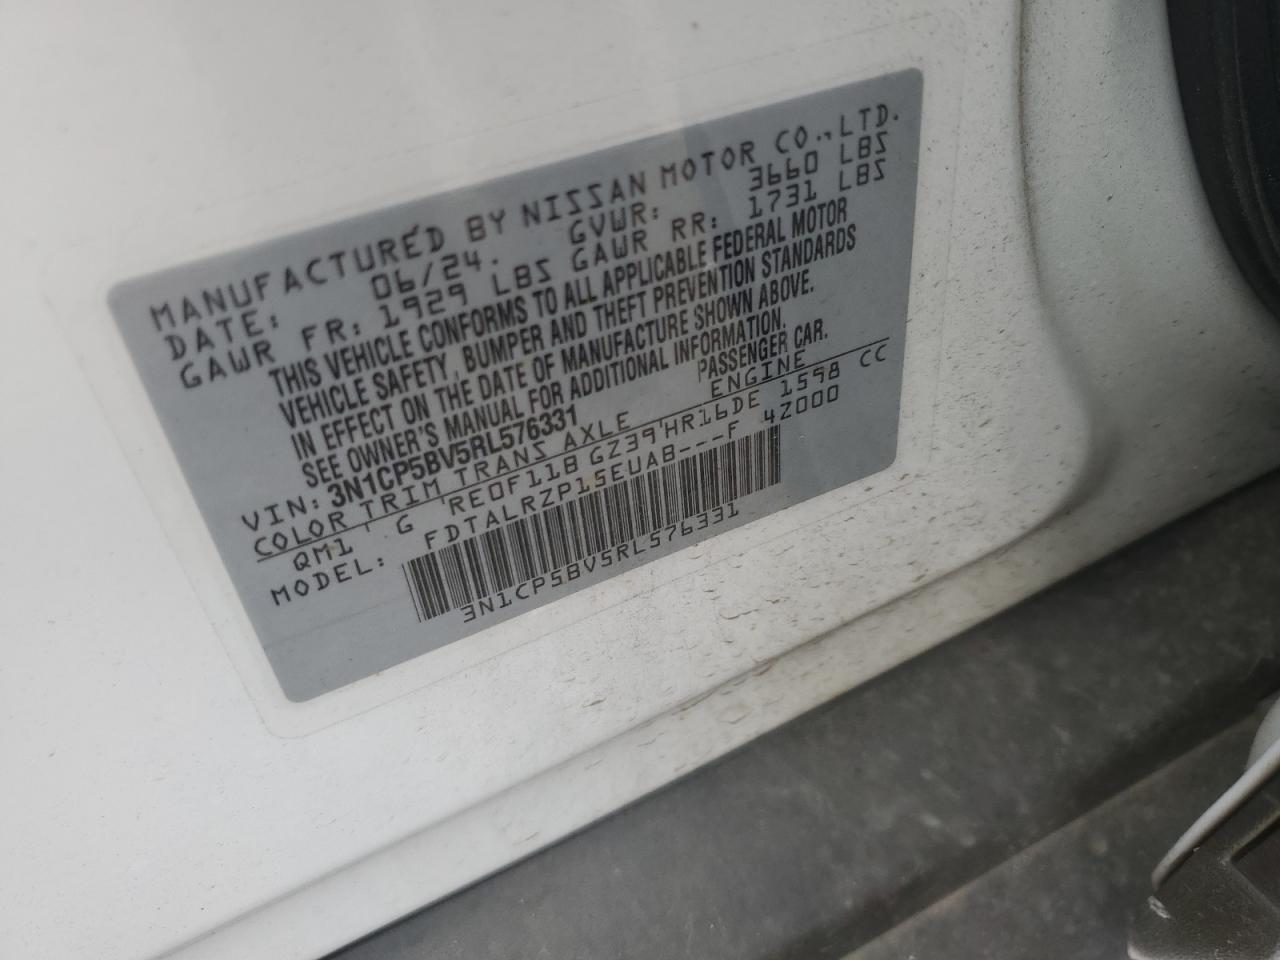 MANUFACTURED BY NISSAN MOTOR CO.,LTD.
DATE: 06/24. GVWR: 3660 LBS
GAWR FR: 1929 LBS GAWR RR: 1731 LBS
THIS VEHICLE CONFORMS TO ALL APPLICABLE FEDERAL MOTOR
VEHICLE SAFETY, BUMPER AND THEFT PREVENTION STANDARDS
IN EFFECT ON THE DATE OF MANUFACTURE SHOWN ABOVE.
SEE OWNER'S MANUAL FOR ADDITIONAL INFORMATION.
VIN: 3N1CP5BV5RL576331 PASSENGER CAR.
COLOR TRIM TRANS AXLE ENGINE
QM1 ' G 'RE0F11B GZ39'HR16DE 1598 CC
MODEL: FDTALRZP15EUAB---F 4Z000
3N1CP5BV5RL576331